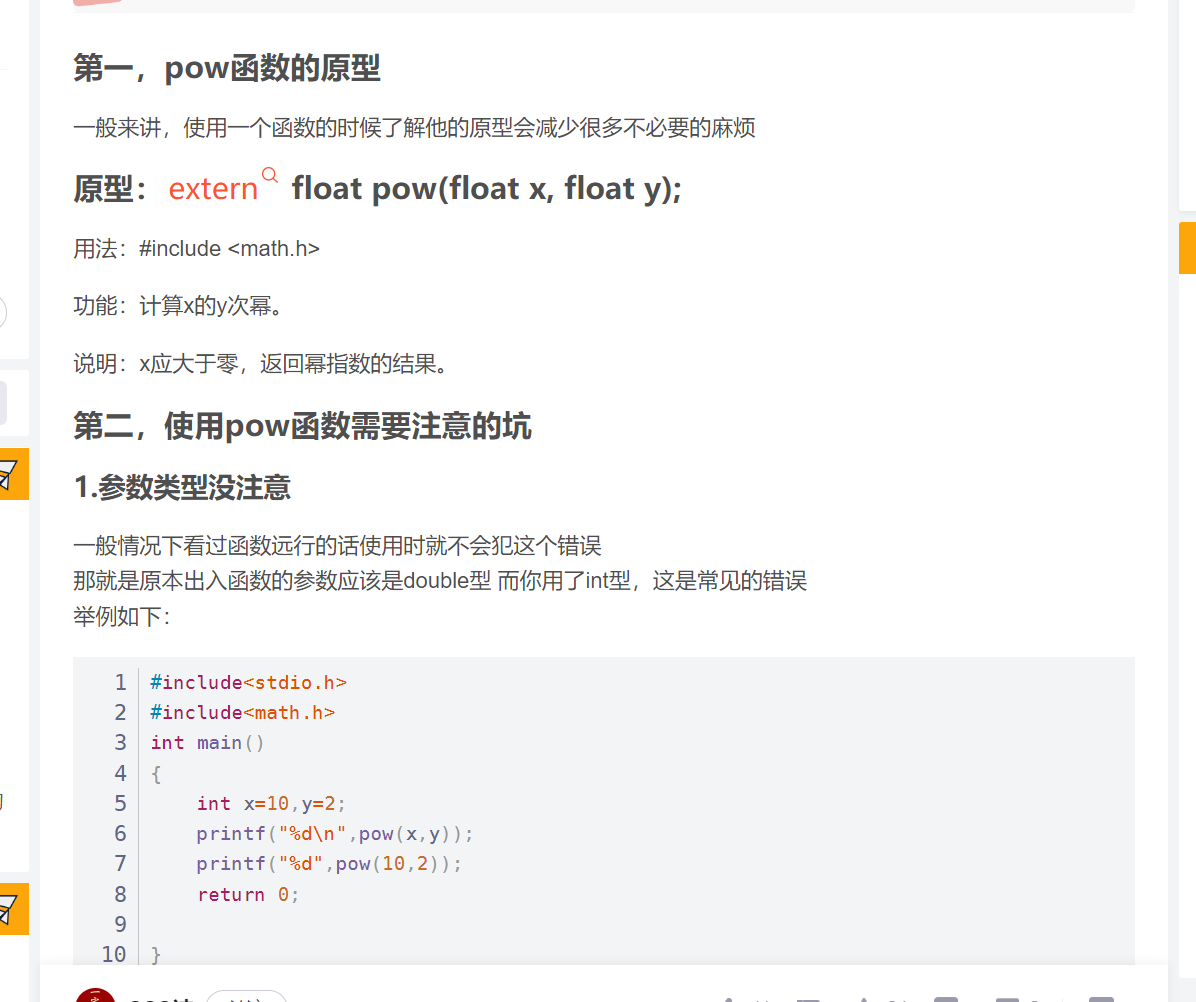 第一，pow函数的原型
一般来讲，使用一个函数的时候了解他的原型会减少很多不必要的麻烦
原型： extern float pow(float x, float y);
用法：#include <math.h>
功能：计算x的y次幂。
说明：x应大于零，返回幂指数的结果。
第二，使用pow函数需要注意的坑
1.参数类型没注意
一般情况下看过函数远行的话使用时就不会犯这个错误
那就是原本出入函数的参数应该是double型 而你用了int型，这是常见的错误
举例如下：
1 #include<stdio.h>
2 #include<math.h>
3 int main()
4 {
5     int x=10,y=2;
6     printf("%d\n",pow(x,y));
7     printf("%d",pow(10,2));
8     return 0;
9
10 }